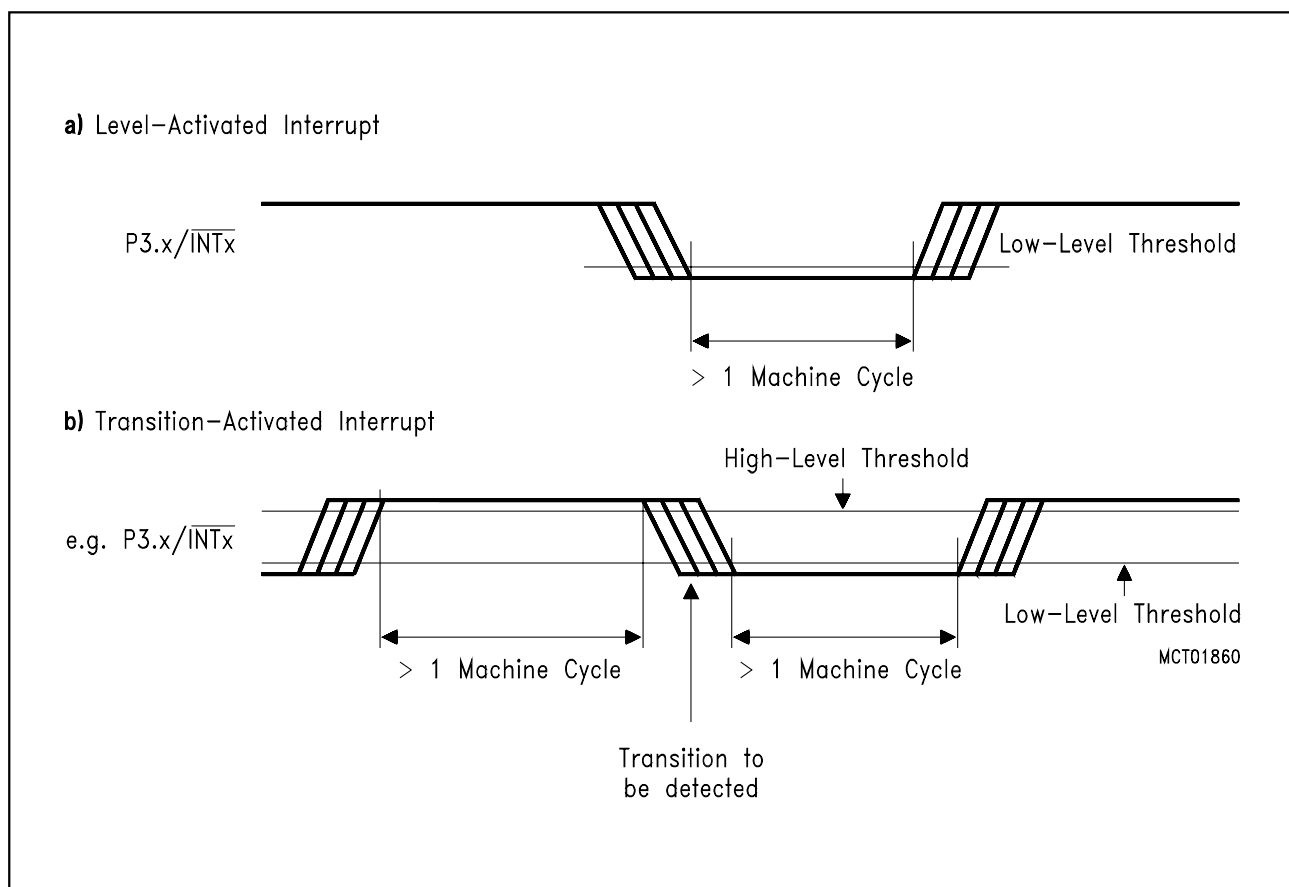 a) Level-Activated Interrupt
P3.x/INTx
Low-Level Threshold
> 1 Machine Cycle
b) Transition-Activated Interrupt
High-Level Threshold
e.g. P3.x/INTx
Low-Level Threshold
> 1 Machine Cycle
> 1 Machine Cycle
MCT01860
Transition to
be detected